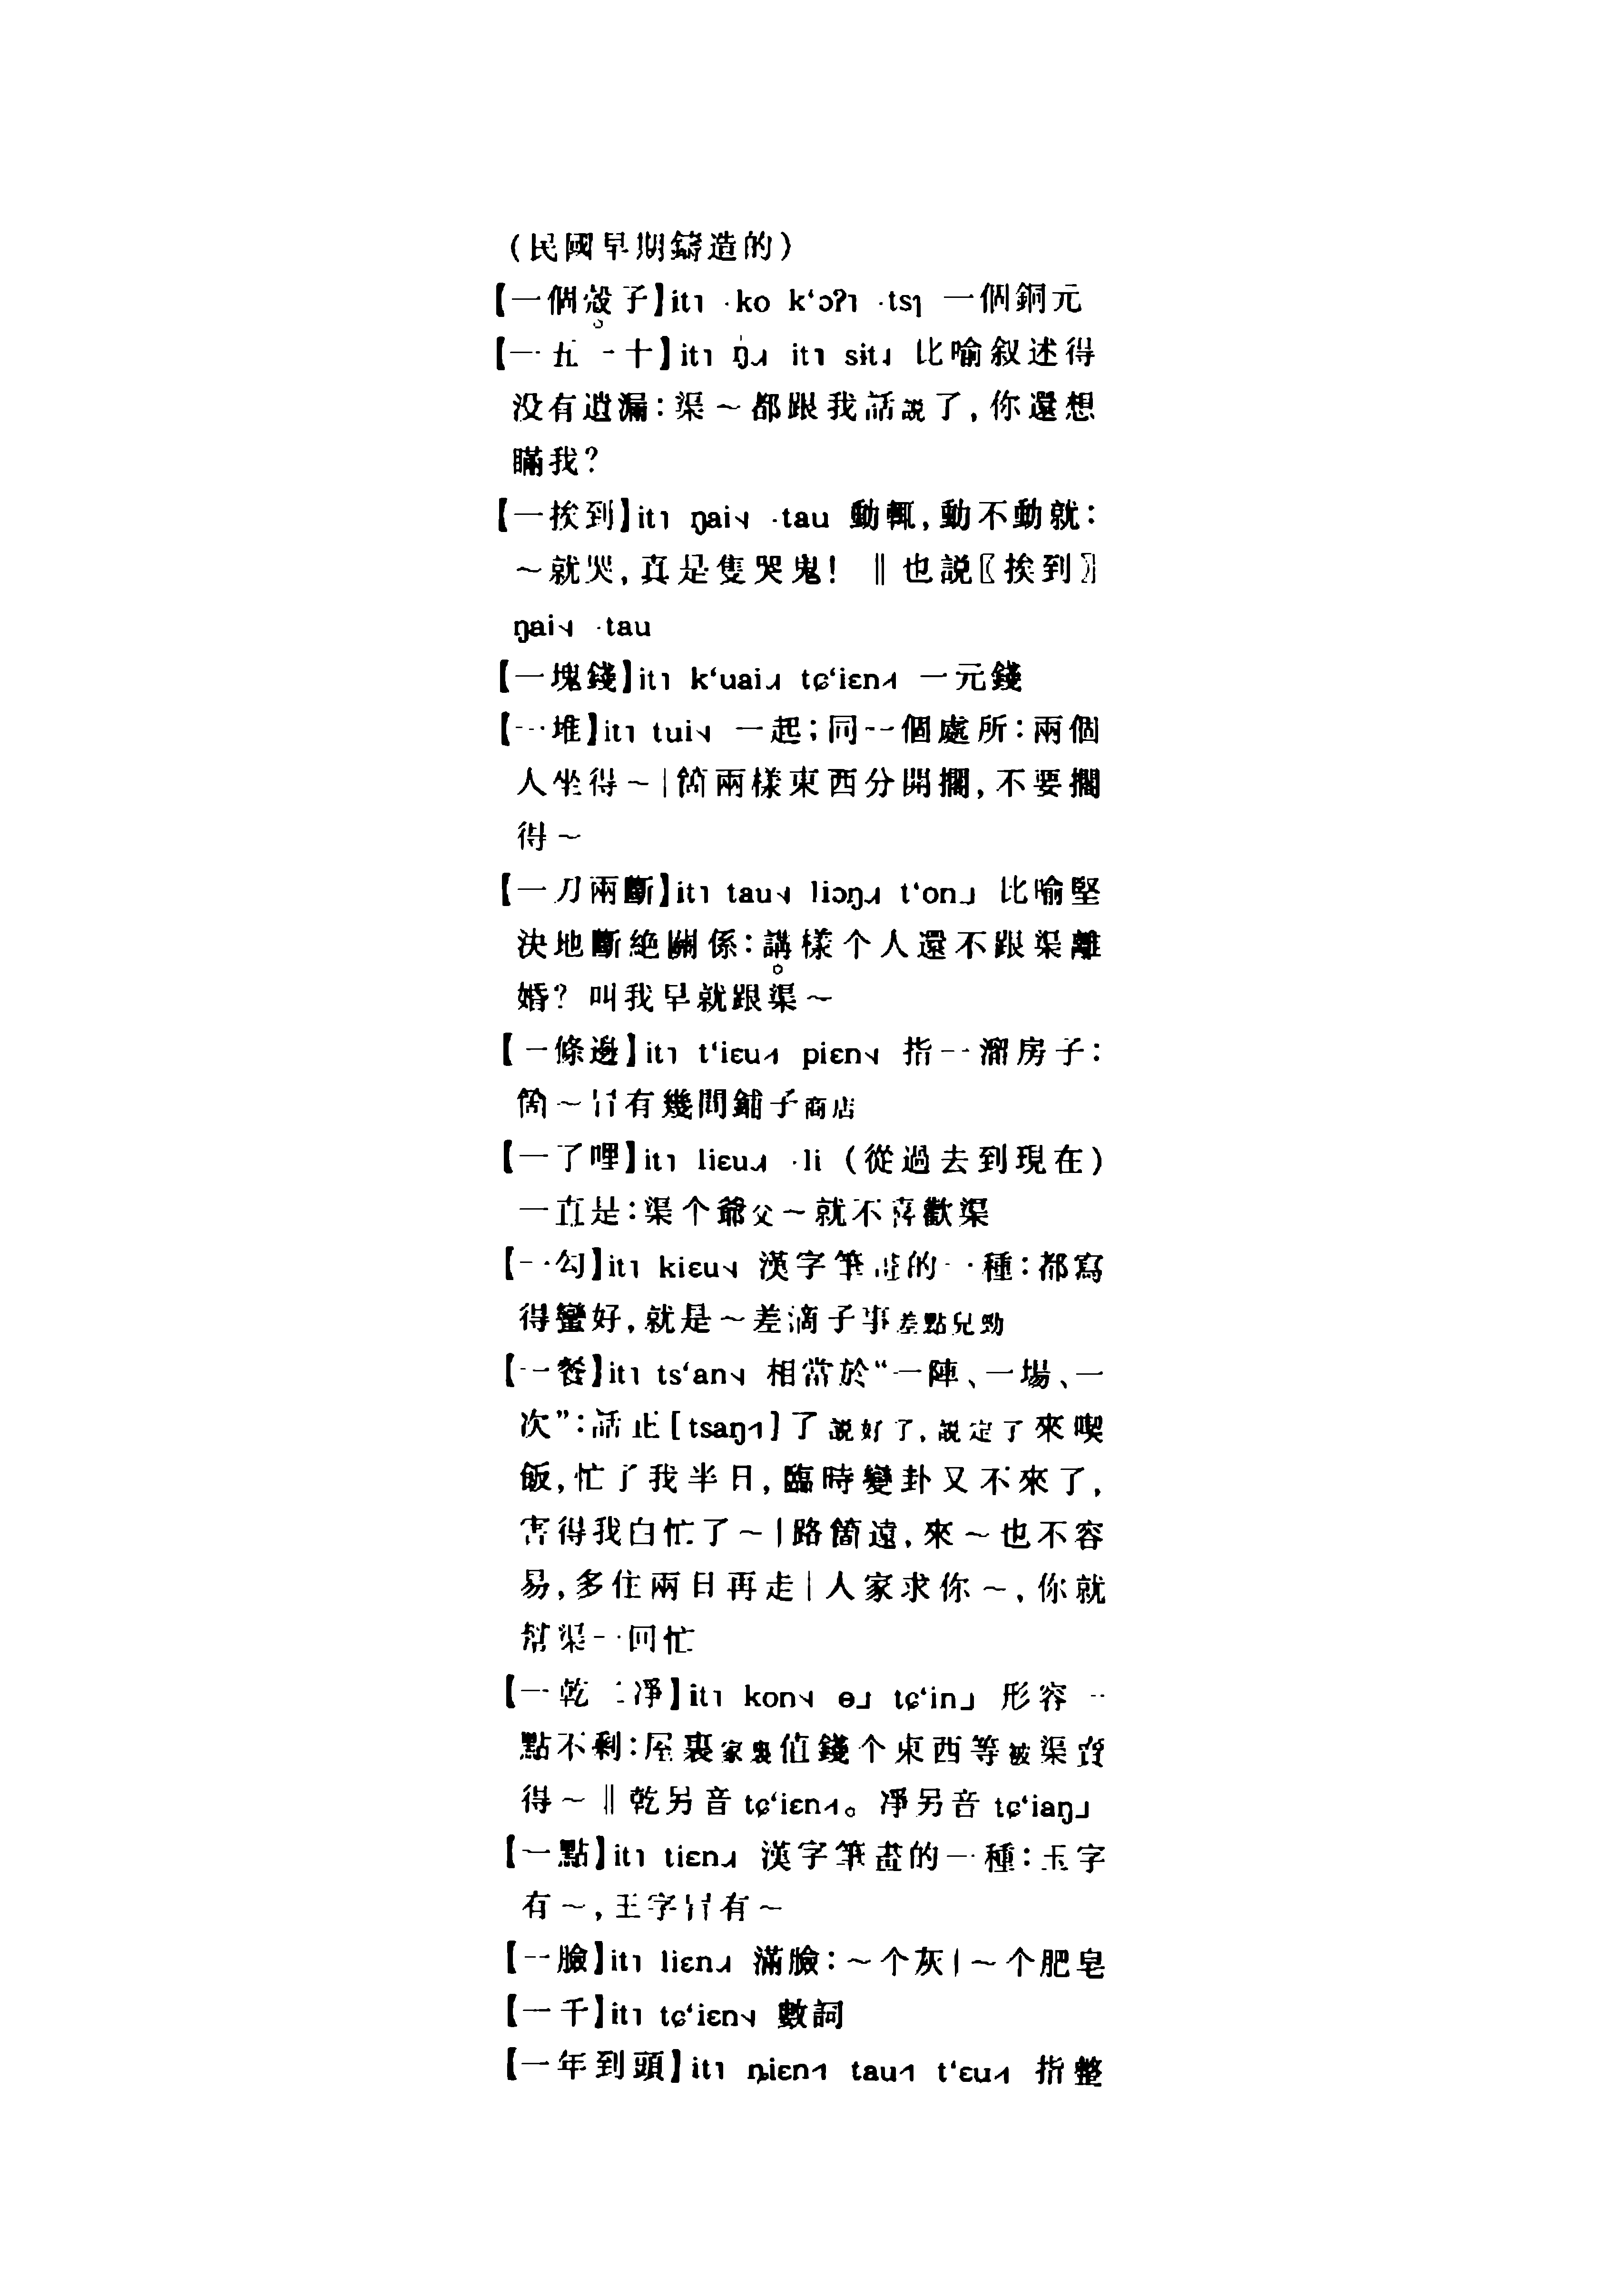 (民國早期鑄造的)
【一個殼子】it˥ ·ko k‘ɔʔ˥ ·tsɿ 一個銅元
【一五一十】it˥ ŋ̍˨˩˧ it˥ sit˨ 比喻叙述得
没有遺漏:渠～都跟我話説了,你還想
瞞我?
【一挨到】it˥ ŋai˦˨ ·tau 動輒,動不動就:
～就哭,真是隻哭鬼! ‖也説〖挨到〗
ŋai˦˨ ·tau
【一塊錢】it˥ k‘uai˨˩˧ tɕ‘iɛn˨˦ 一元錢
【一堆】it˥ tui˦˨ 一起;同一個處所:兩個
人坐得～|箇兩樣東西分開擱,不要擱
得～
【一刀兩斷】it˥ tau˦˨ liɔŋ˨˩˧ t‘on˨˩ 比喻堅
決地斷絶關係:講樣个人還不跟渠離
婚? 叫我早就跟渠～
【一條邊】it˥ t‘iɛu˨˦ piɛn˦˨ 指一溜房子:
箇～冇有幾間鋪子商店
【一了哩】it˥ liɛu˨˩˧ ·li (從過去到現在)
一直是:渠个爺父～就不喜歡渠
【一勾】it˥ kiɛu˦˨ 漢字筆畫的一種:都寫
得蠻好,就是～差滴子事差點兒勁
【一餐】it˥ ts‘an˦˨ 相當於“一陣、一場、一
次”:話正[tsaŋ˧˥]了説好了,説定了來喫
飯,忙了我半日,臨時變卦又不來了,
害得我白忙了～|路箇遠,來～也不容
易,多住兩日再走|人家求你～,你就
幫渠一回忙
【一乾二凈】it˥ kon˦˨ ɵ˨˩ tɕ‘in˨˩ 形容一
點不剩:屋裏家裏值錢个東西等被渠賣
得～‖乾另音tɕ‘iɛn˨˦。凈另音tɕ‘iaŋ˨˩
【一點】it˥ tiɛn˨˩˧ 漢字筆畫的一種:玉字
有～,王字冇有～
【一臉】it˥ liɛn˨˩˧ 滿臉:～个灰|～个肥皂
【一千】it˥ tɕ‘iɛn˦˨ 數詞
【一年到頭】it˥ ȵiɛn˧˥ tau˧˥ t‘ɛu˨˦ 指整